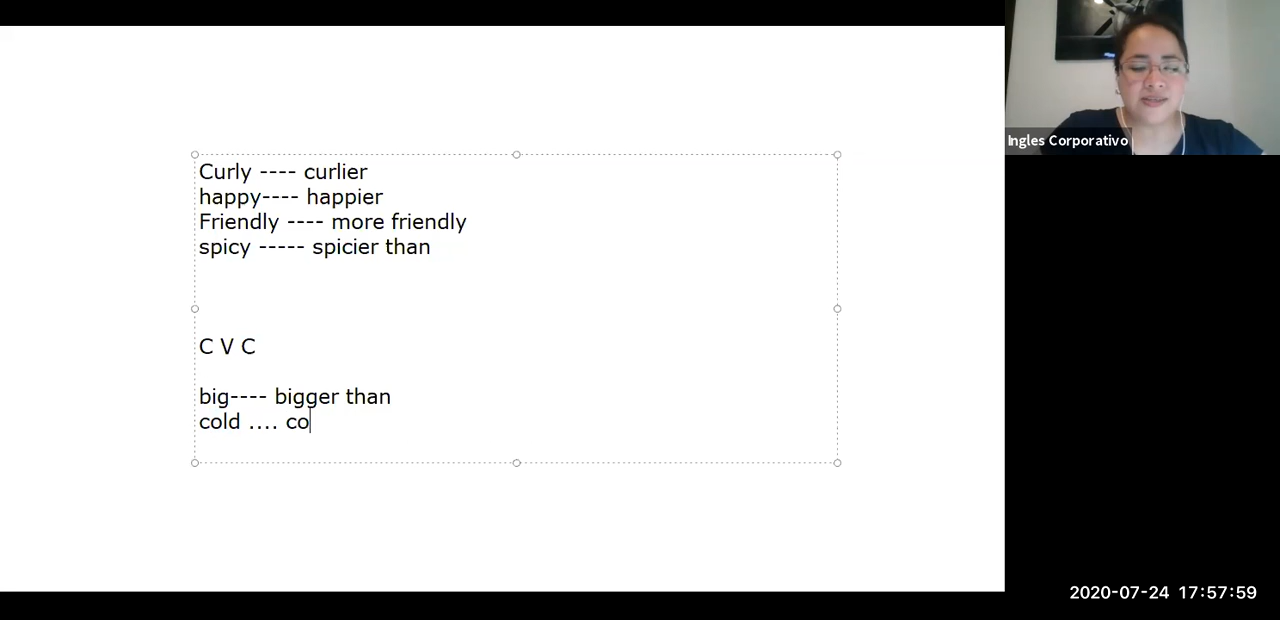 Curly ---- curlier
happy---- happier
Friendly ---- more friendly
spicy ----- spicier than
C V C
big---- bigger than
cold .... co
Ingles Corporativo
2020-07-24 17:57:59